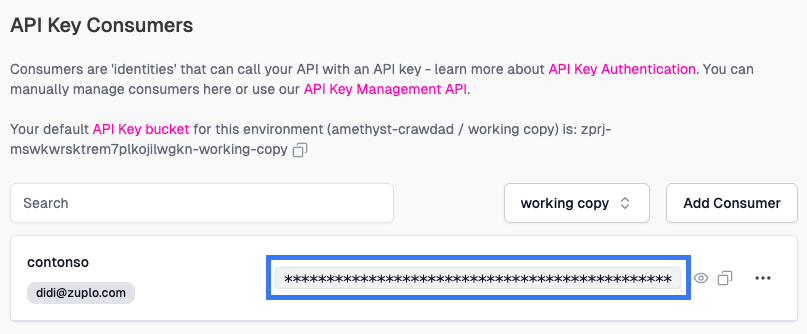 API Key Consumers
Consumers are 'identities' that can call your API with an API key - learn more about API Key Authentication. You can
manually manage consumers here or use our API Key Management API.
Your default API Key bucket for this environment (amethyst-crawdad / working copy) is: zprj-
mswkwrsktrem7plkojilwgkn-working-copy
Search
working copy
Add Consumer
contonso
***********************************************
didi@zuplo.com